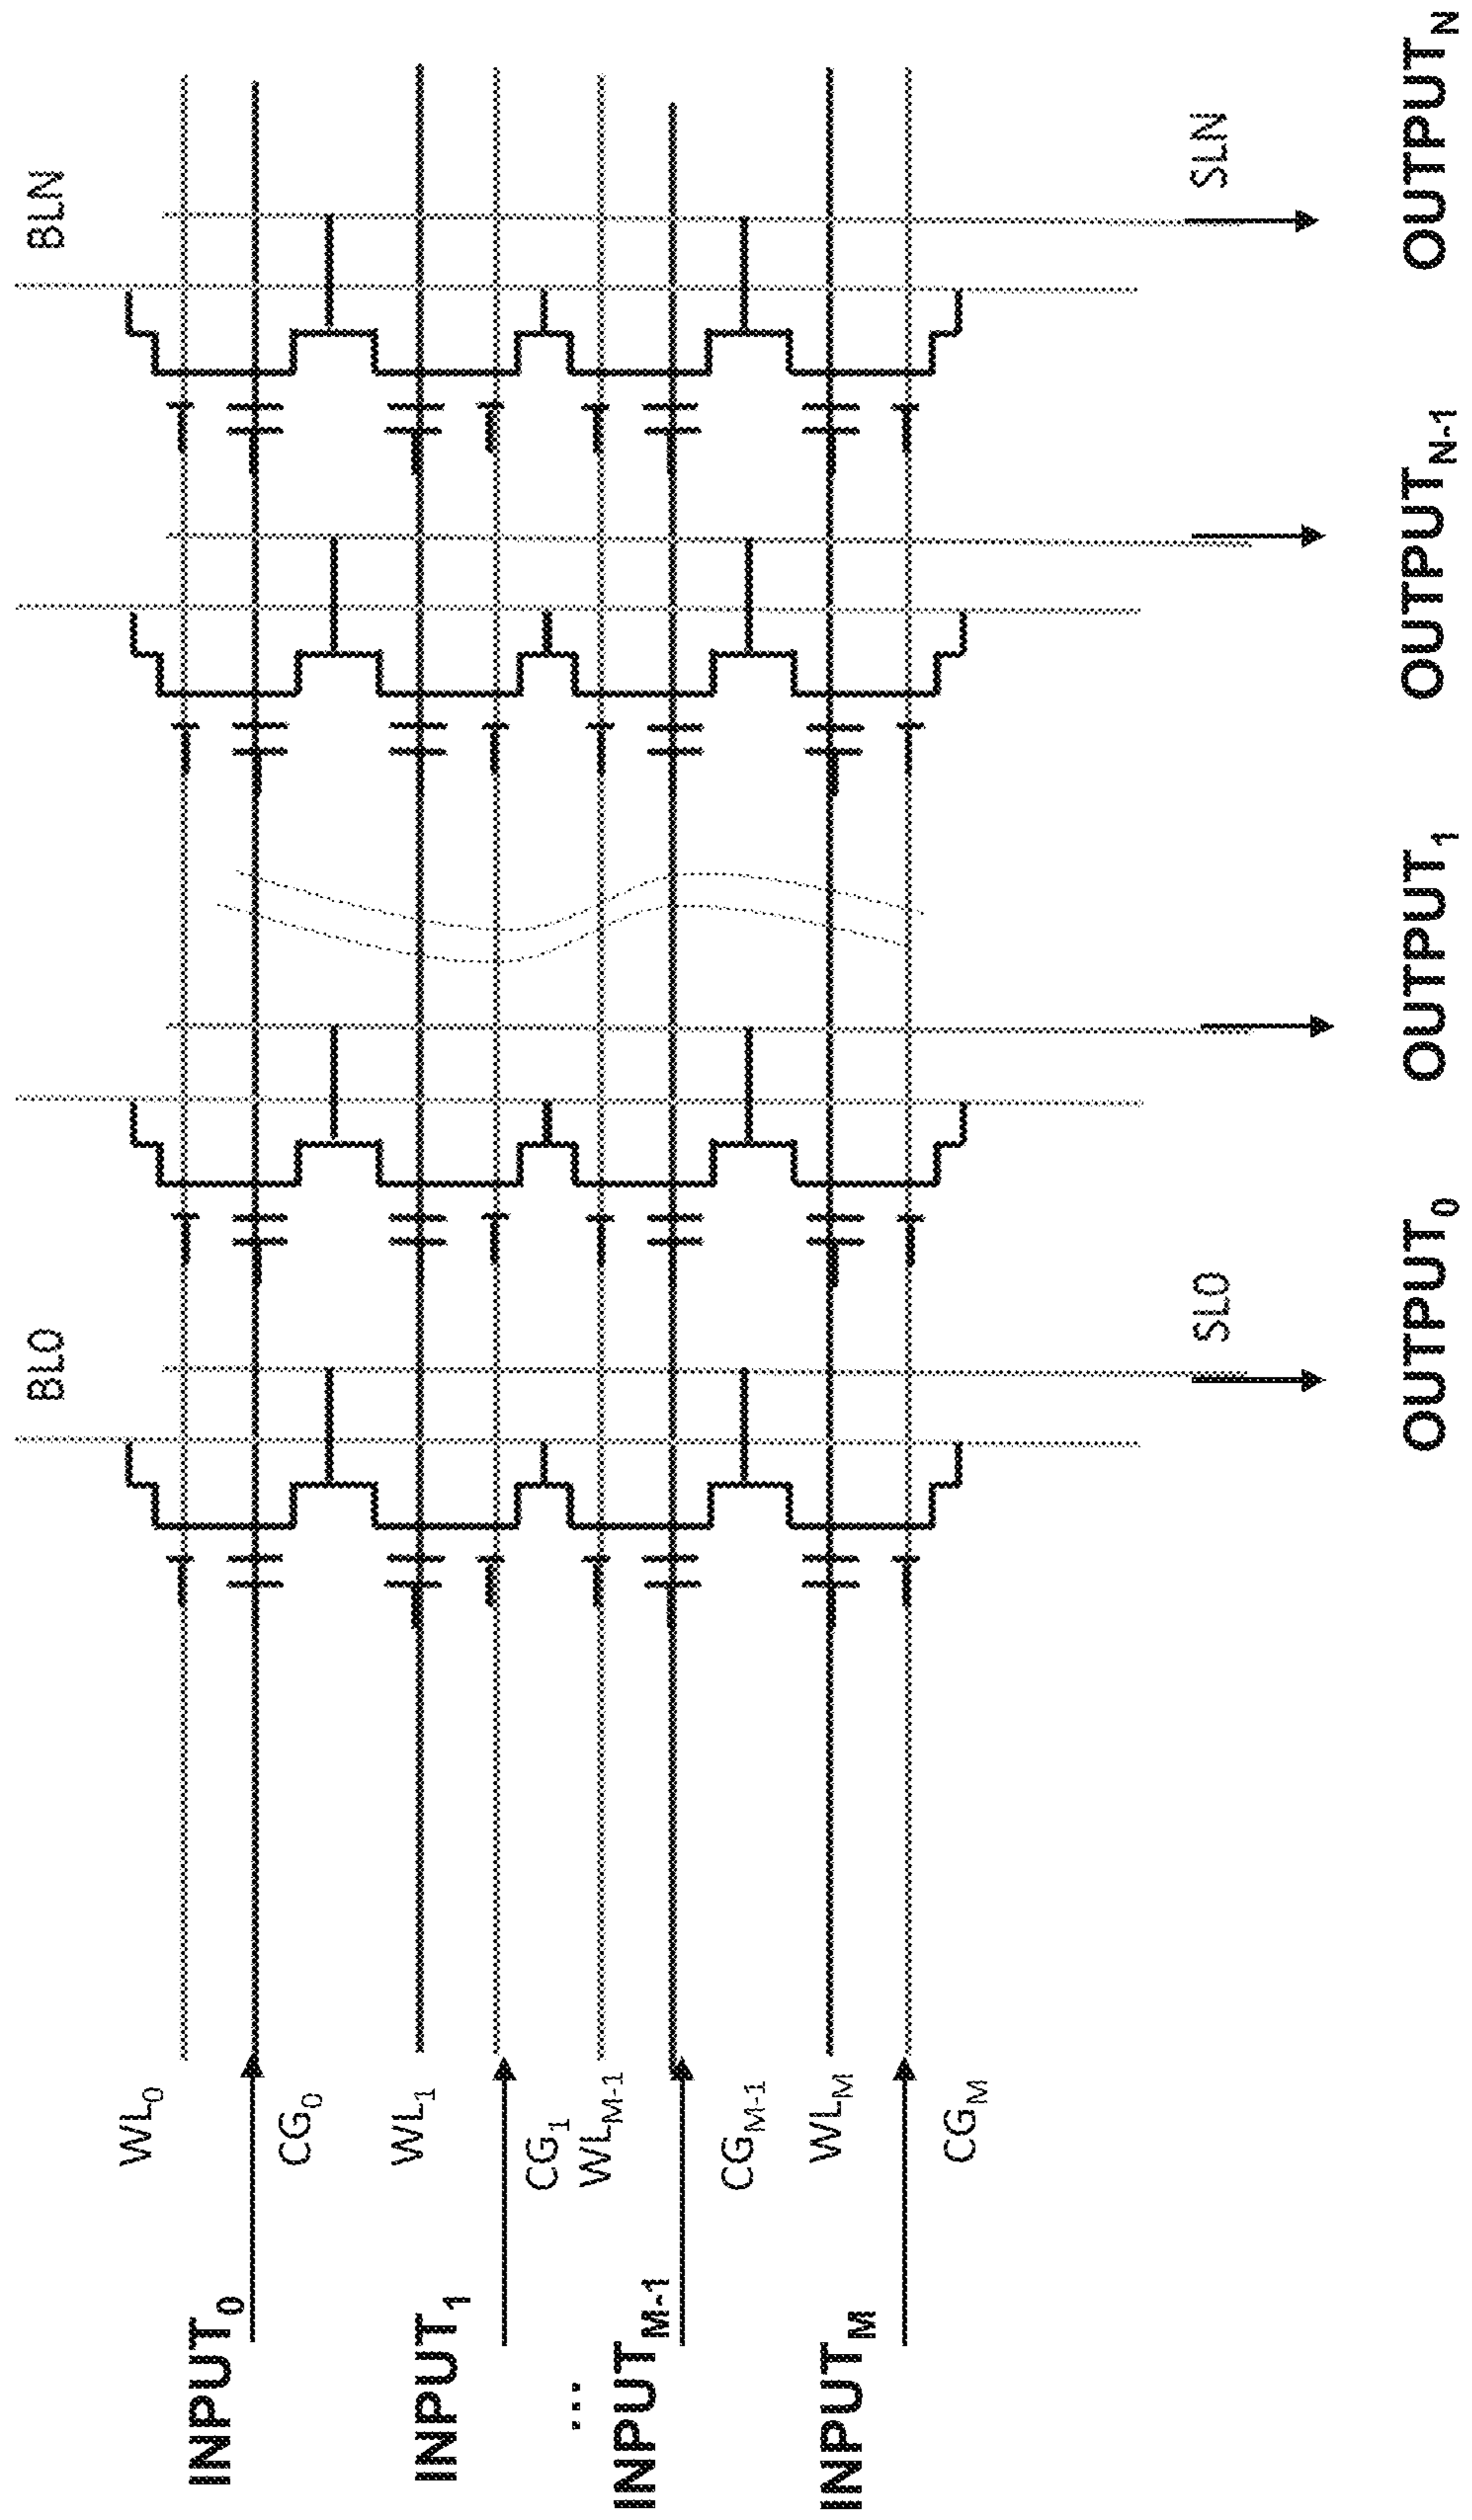 BL0 BLN
WL0
INPUT0
CG0
WL1
INPUT1
CG1
...
WLM-1
INPUTM-1
CGM-1
WLM
INPUTM
CGM
SL0 SLN
OUTPUT0 OUTPUT1 OUTPUTN-1 OUTPUTN